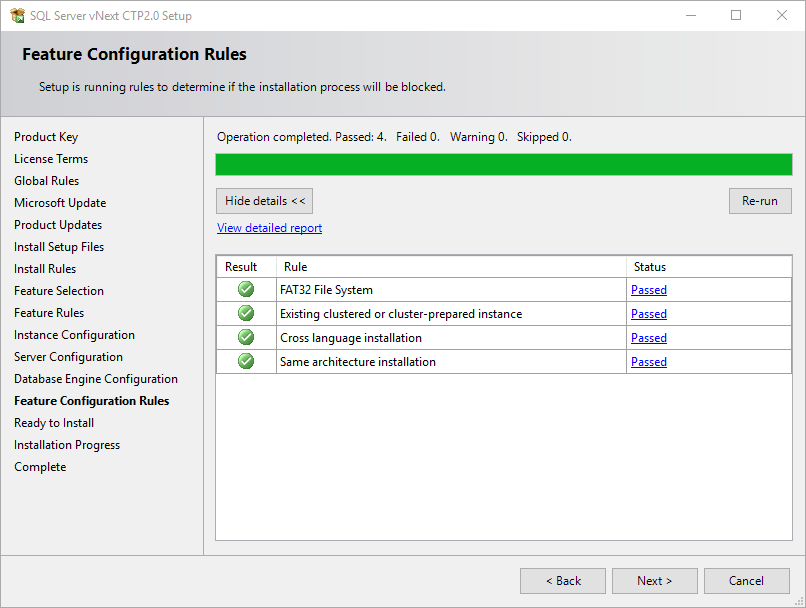 SQL Server vNext CTP2.0 Setup
Feature Configuration Rules
Setup is running rules to determine if the installation process will be blocked.
Product Key
License Terms
Global Rules
Microsoft Update
Product Updates
Install Setup Files
Install Rules
Feature Selection
Feature Rules
Instance Configuration
Server Configuration
Database Engine Configuration
Feature Configuration Rules
Ready to Install
Installation Progress
Complete
Operation completed. Passed: 4.   Failed 0.   Warning 0.   Skipped 0.
Hide details <<
Re-run
View detailed report
Result Rule Status
FAT32 File System Passed
Existing clustered or cluster-prepared instance Passed
Cross language installation Passed
Same architecture installation Passed
< Back Next > Cancel